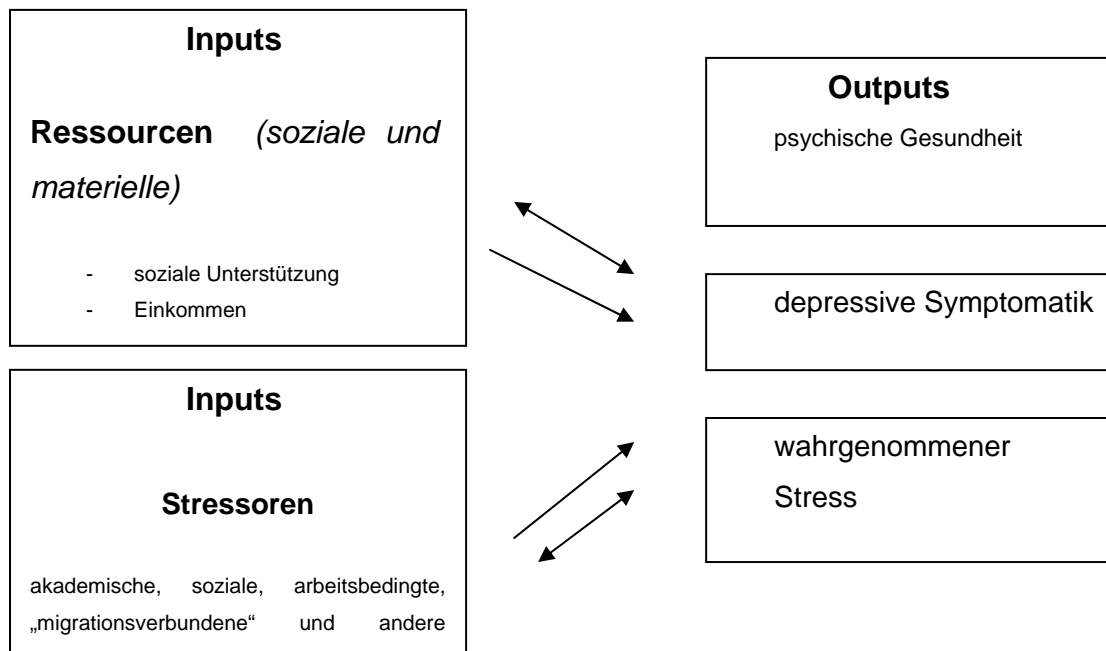 Inputs
Ressourcen (soziale und
materielle)
- soziale Unterstützung
- Einkommen
Inputs
Stressoren
akademische, soziale, arbeitsbedingte,
„migrationsverbundene“ und andere
Outputs
psychische Gesundheit
depressive Symptomatik
wahrgenommener
Stress